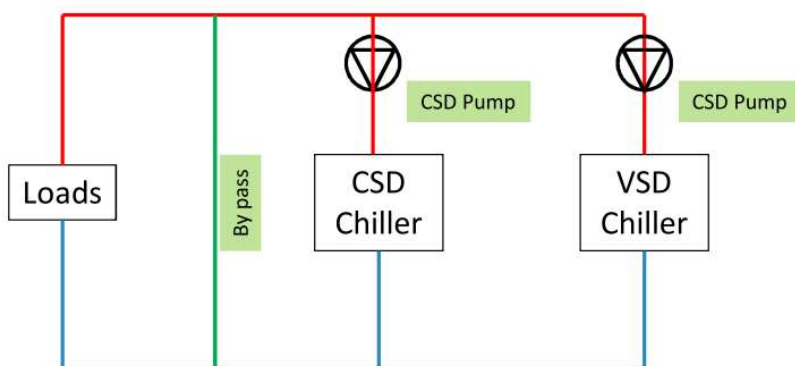 CSD Pump
CSD Pump
Loads
By pass
CSD
Chiller
VSD
Chiller